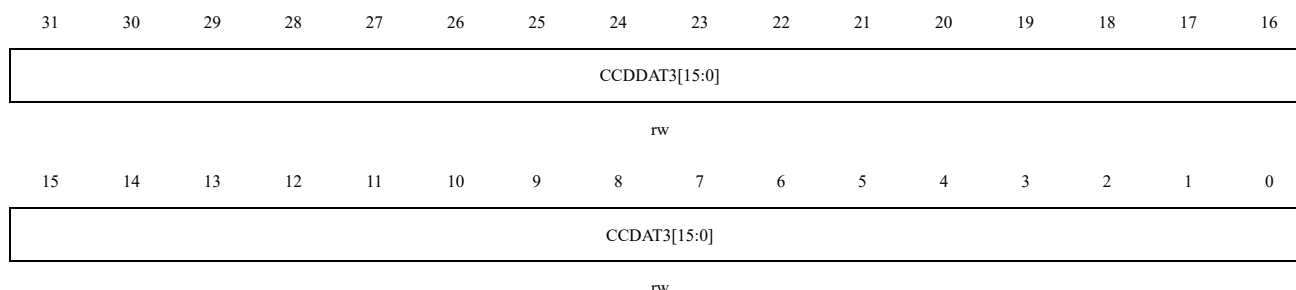 31 30 29 28 27 26 25 24 23 22 21 20 19 18 17 16
CCDDAT3[15:0]
rw
15 14 13 12 11 10 9 8 7 6 5 4 3 2 1 0
CCDAT3[15:0]
rw